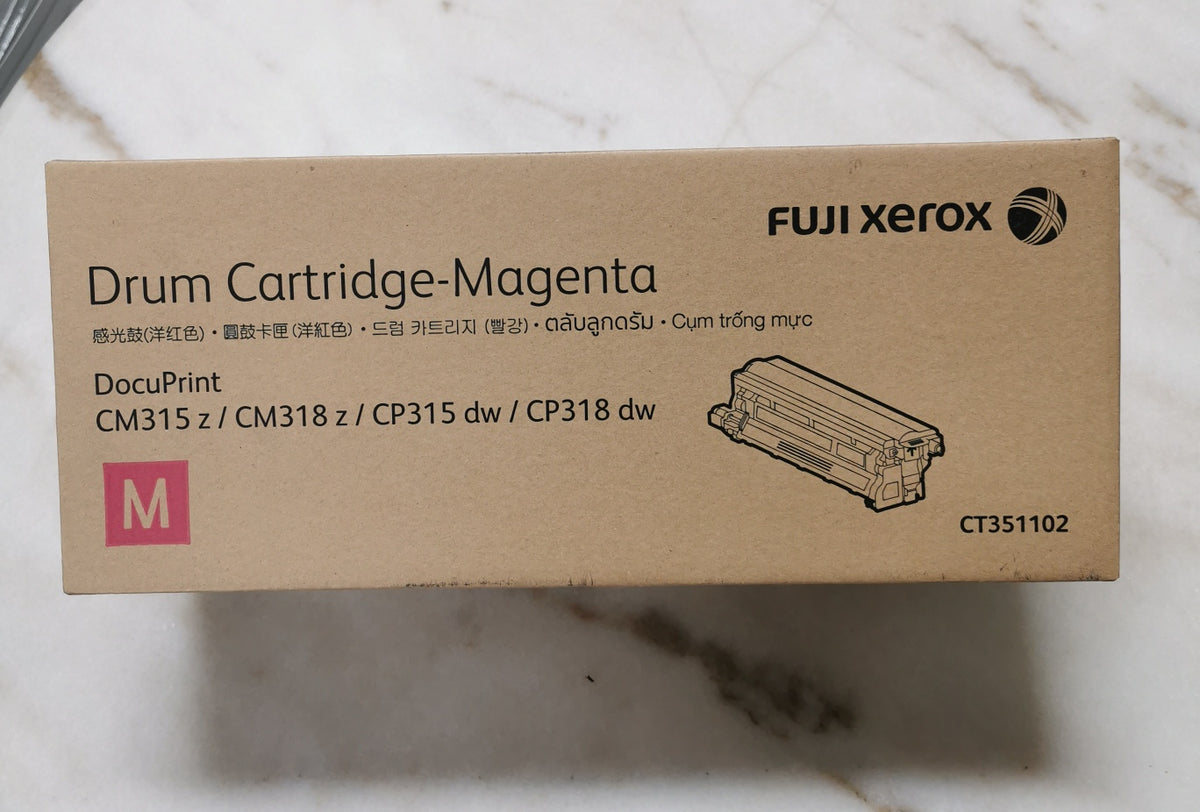 FUJI xerox
Drum Cartridge-Magenta
感光鼓(洋红色)・圓鼓卡匣 (洋紅色)・드럼 카트리지 (빨강)・ตลับลูกดรัม・Cụm trống mực
DocuPrint
CM315 z / CM318 z / CP315 dw / CP318 dw
M
CT351102